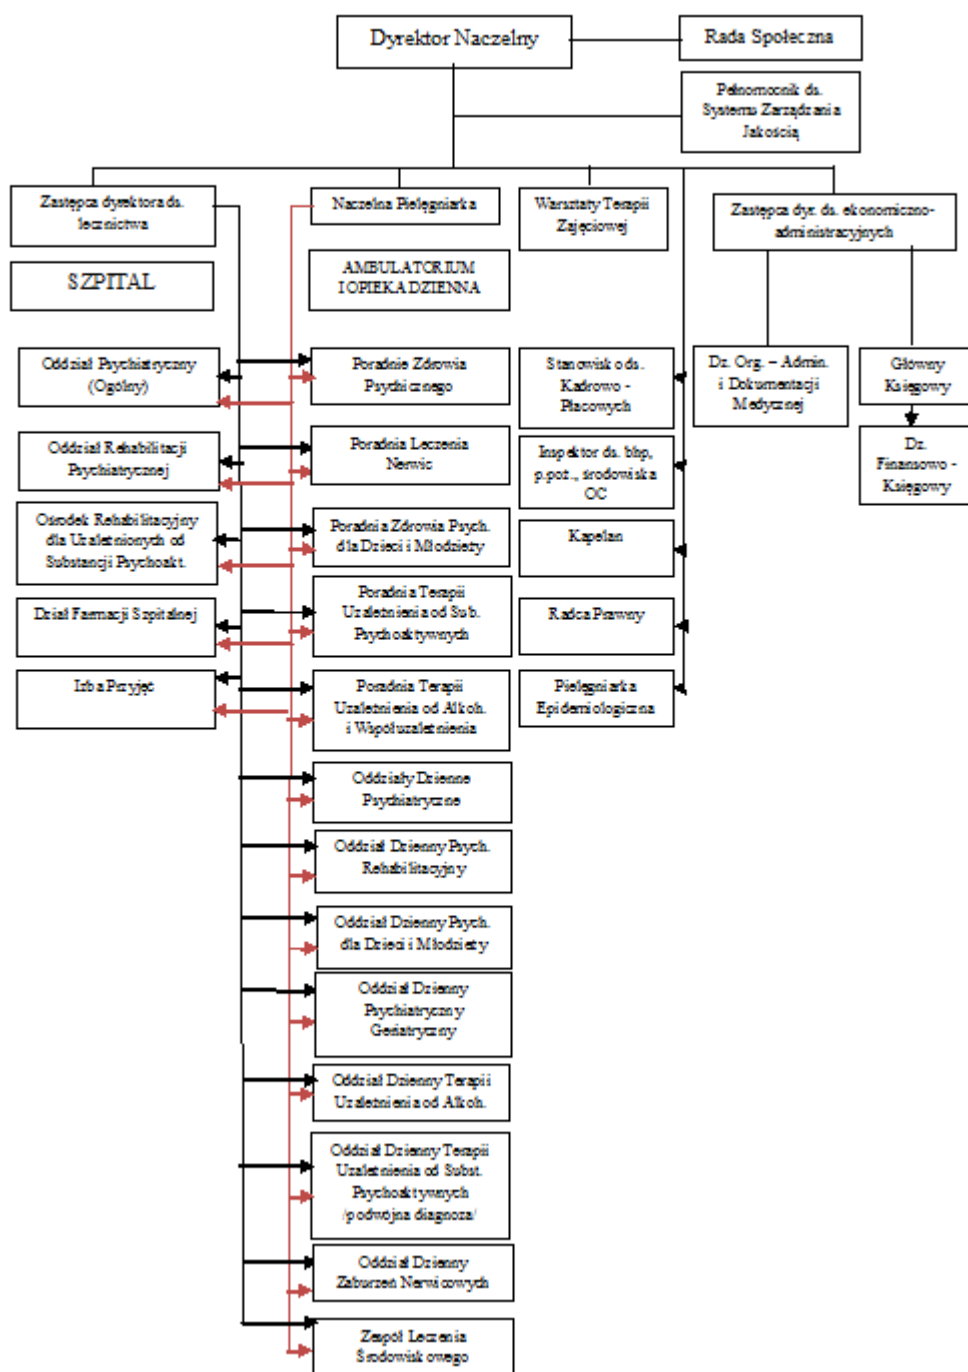 Dyrektor Naczelny
Rada Społeczna
Pełnomocnik ds.
Systemu Zarządzania
Jakością
Zastępca dyrektora ds.
lecznictwa
Naczelna Pielęgniarka
Warsztaty Terapii
Zajęciowej
Zastępca dyr. ds. ekonomiczno-
administracyjnych
SZPITAL
AMBULATORIUM
I OPIEKA DZIENNA
Oddział Psychiatryczny
(Ogólny)
Poradnie Zdrowia
Psychicznego
Stanowisko ds.
Kadrowo -
Płacowych
Dz. Org. – Admin.
i Dokumentacji
Medycznej
Główny
Księgowy
Oddział Rehabilitacji
Psychiatrycznej
Poradnia Leczenia
Nerwic
Inspektor ds. bhp,
p.poż., środowiska
OC
Dz.
Finansowo -
Księgowy
Ośrodek Rehabilitacyjny
dla Uzależnionych od
Substancji Psychoakt.
Poradnia Zdrowia Psych.
dla Dzieci i Młodzieży
Kapelan
Dział Farmacji Szpitalnej
Poradnia Terapii
Uzależnienia od Sub.
Psychoaktywnych
Radca Prawny
Izba Przyjęć
Poradnia Terapii
Uzależnienia od Alkoh.
i Współuzależnienia
Pielęgniarka
Epidemiologiczna
Oddziały Dzienne
Psychiatryczne
Oddział Dzienny Psych.
Rehabilitacyjny
Oddział Dzienny Psych.
dla Dzieci i Młodzieży
Oddział Dzienny
Psychiatryczny
Geriatryczny
Oddział Dzienny Terapii
Uzależnienia od Alkoh.
Oddział Dzienny Terapii
Uzależnienia od Subst.
Psychoaktywnych
/podwójna diagnoza/
Oddział Dzienny
Zaburzeń Nerwicowych
Zespół Leczenia
Środowiskowego